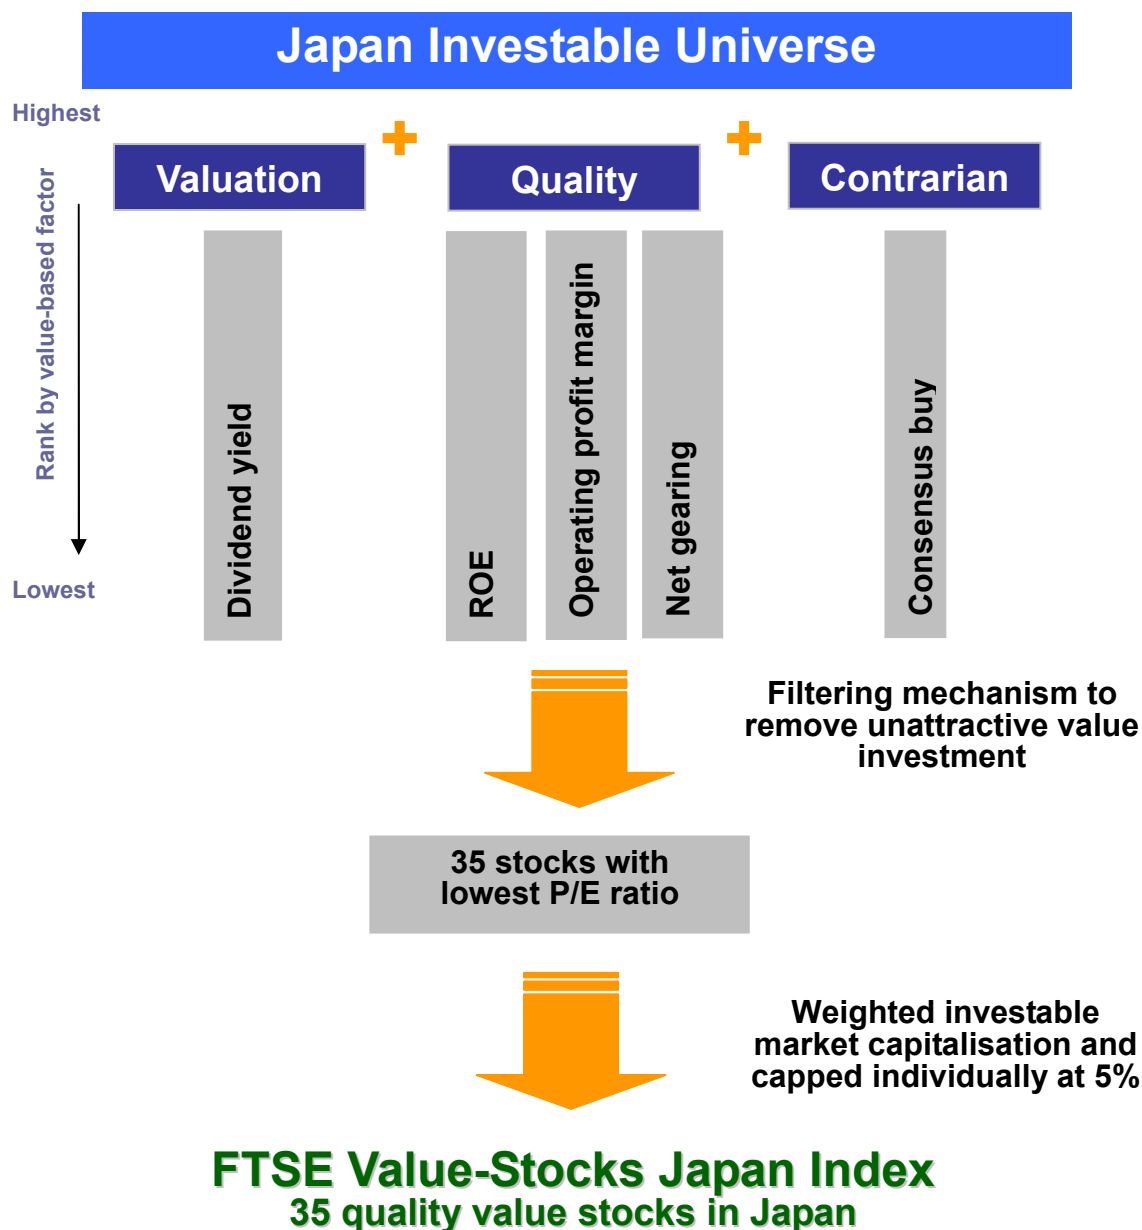 Japan Investable Universe
Highest
Valuation
Quality
Contrarian
Rank by value-based factor
Lowest
Dividend yield
ROE
Operating profit margin
Net gearing
Consensus buy
Filtering mechanism to
remove unattractive value
investment
35 stocks with
lowest P/E ratio
Weighted investable
market capitalisation and
capped individually at 5%
FTSE Value-Stocks Japan Index
35 quality value stocks in Japan